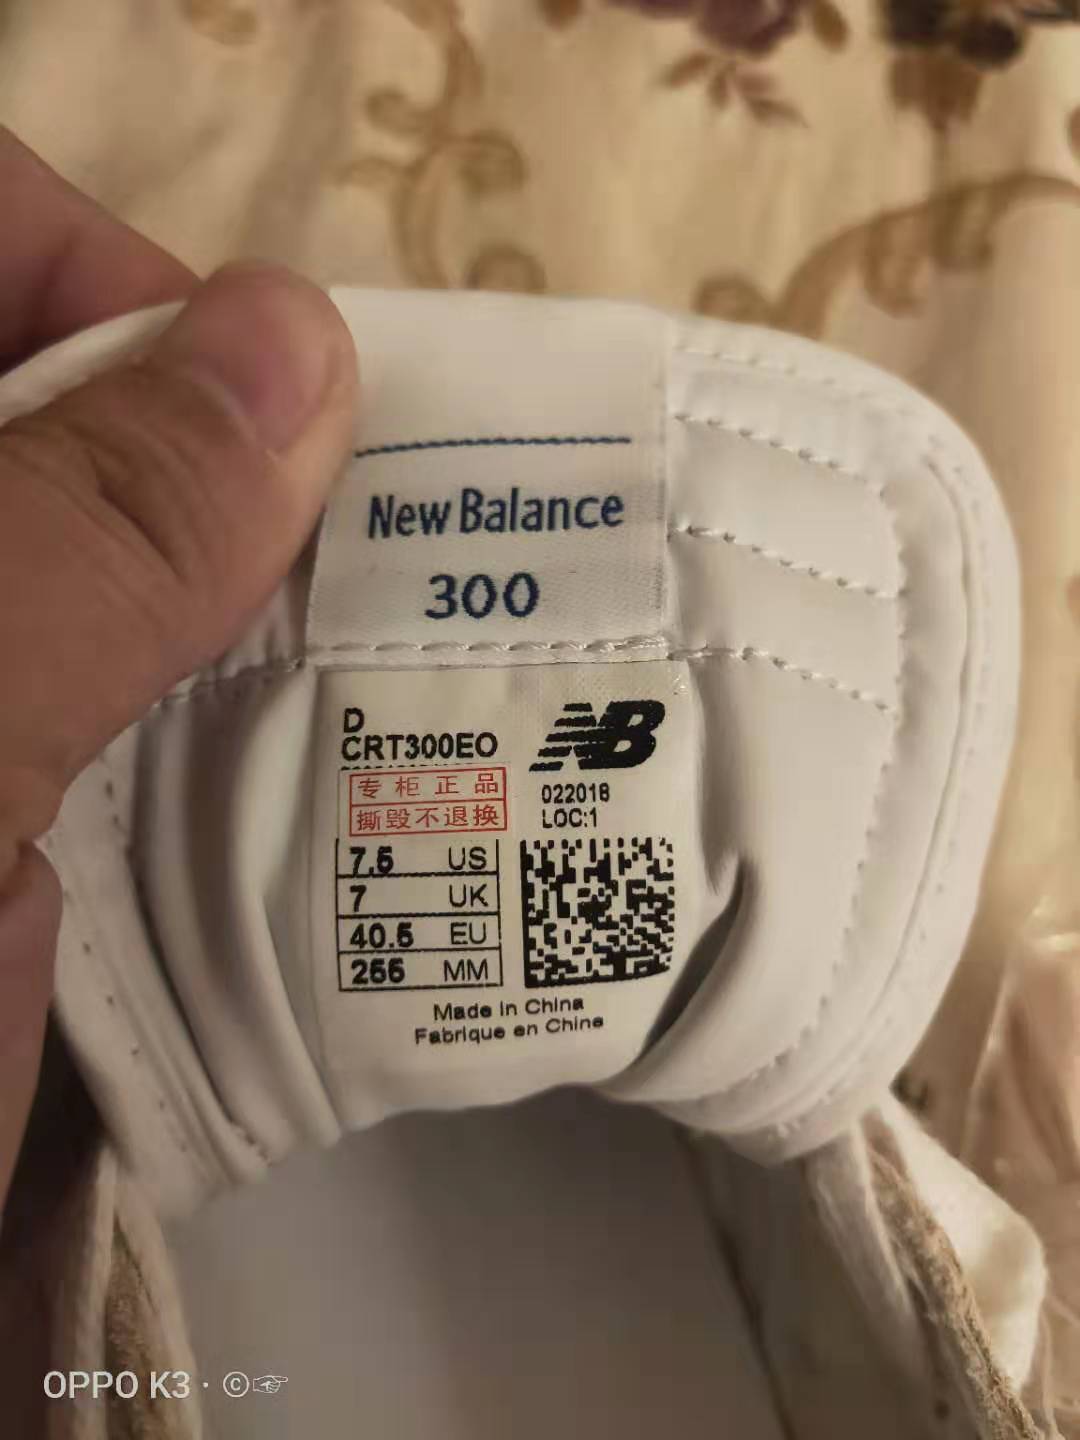 New Balance
300
D
CRT300EO
NB
专柜正品
撕毁不退换
022018
LOC:1
7.5 US
7 UK
40.5 EU
255 MM
Made in China
Fabrique en Chine
OPPO K3 · ©☞